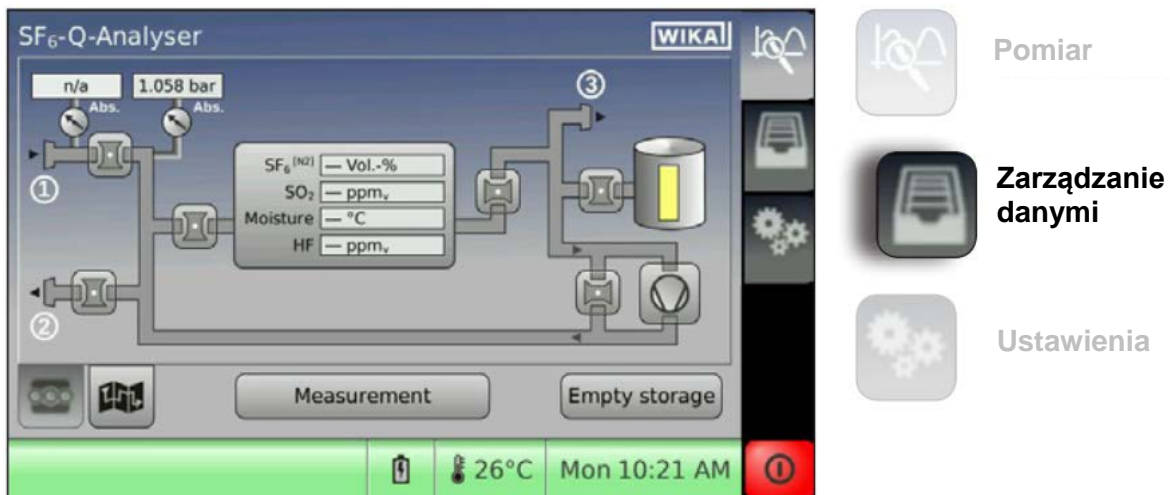 SF₆-Q-Analyser
WIKA
n/a
1.058 bar
Abs.
Abs.
①
②
③
SF₆ (N2) — Vol.-%
SO₂ — ppmᵥ
Moisture — °C
HF — ppmᵥ
Measurement
Empty storage
26°C
Mon 10:21 AM
Pomiar
Zarządzanie
danymi
Ustawienia